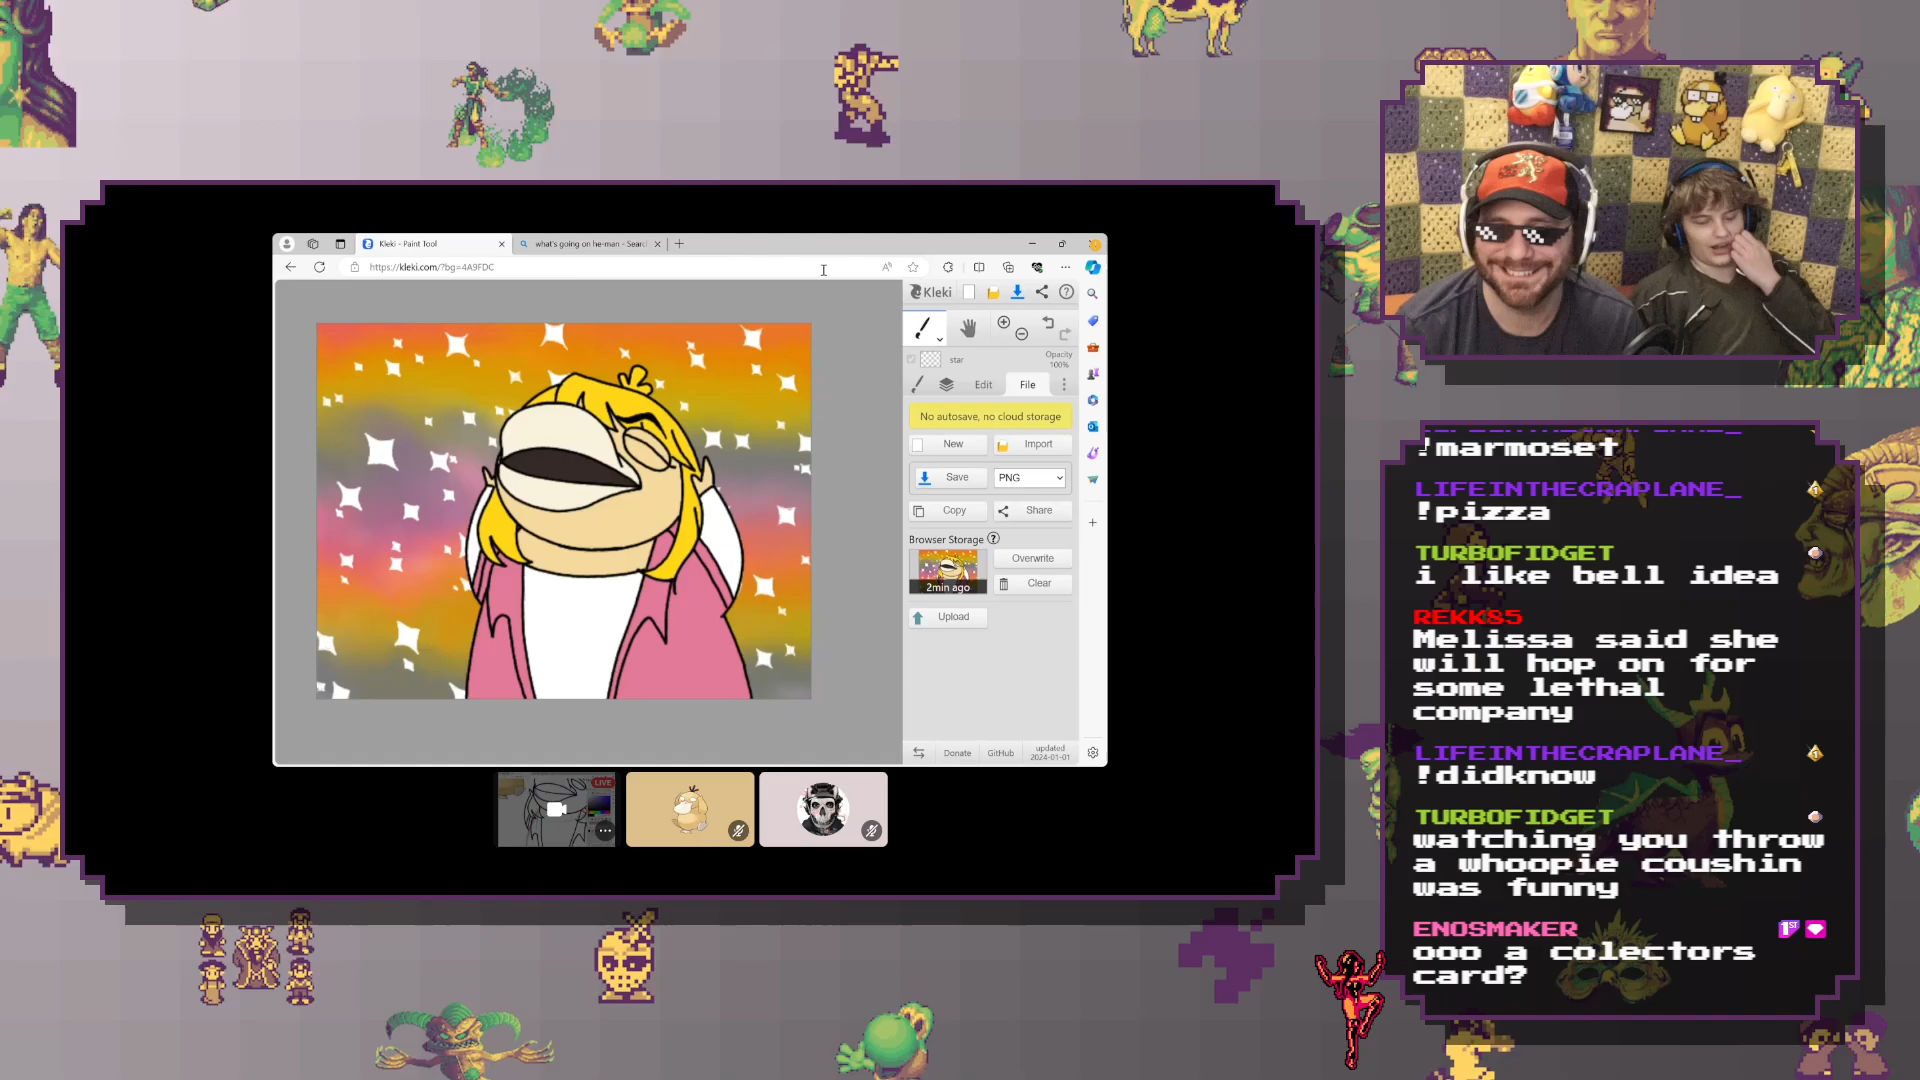 Kleki - Paint Tool
what's going on he-man - Searc
https://kleki.com/?bg=4A9FDC
Kleki
star
Opacity
100%
Edit
File
No autosave, no cloud storage
New
Import
Save
PNG
Copy
Share
Browser Storage
Overwrite
2min ago
Clear
Upload
Donate
GitHub
updated
2024-01-01
LIVE
!marmoset
LIFEINTHECRAPLANE_
!pizza
TURBOFIDGET
i like bell idea
REKK85
Melissa said she
will hop on for
some lethal
company
LIFEINTHECRAPLANE_
!didknow
TURBOFIDGET
watching you throw
a whoopie coushin
was funny
ENOSMAKER
1ST
ooo a colectors
card?